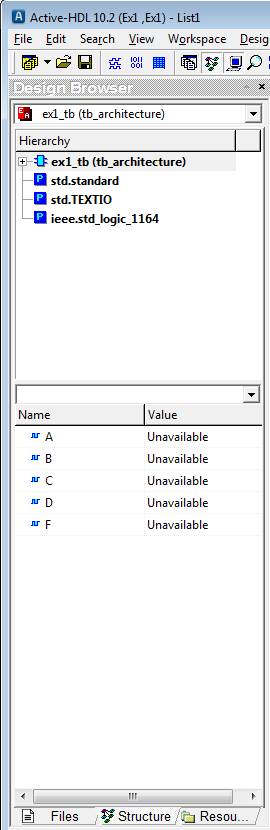 Active-HDL 10.2 (Ex1 ,Ex1) - List1
File Edit Search View Workspace Desig
Design Browser
ex1_tb (tb_architecture)
Hierarchy
ex1_tb (tb_architecture)
std.standard
std.TEXTIO
ieee.std_logic_1164
Name Value
A Unavailable
B Unavailable
C Unavailable
D Unavailable
F Unavailable
Files Structure Resou...